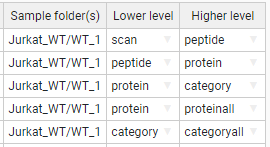 Sample folder(s) Lower level Higher level
Jurkat_WT/WT_1 scan peptide
Jurkat_WT/WT_1 peptide protein
Jurkat_WT/WT_1 protein category
Jurkat_WT/WT_1 protein proteinall
Jurkat_WT/WT_1 category categoryall